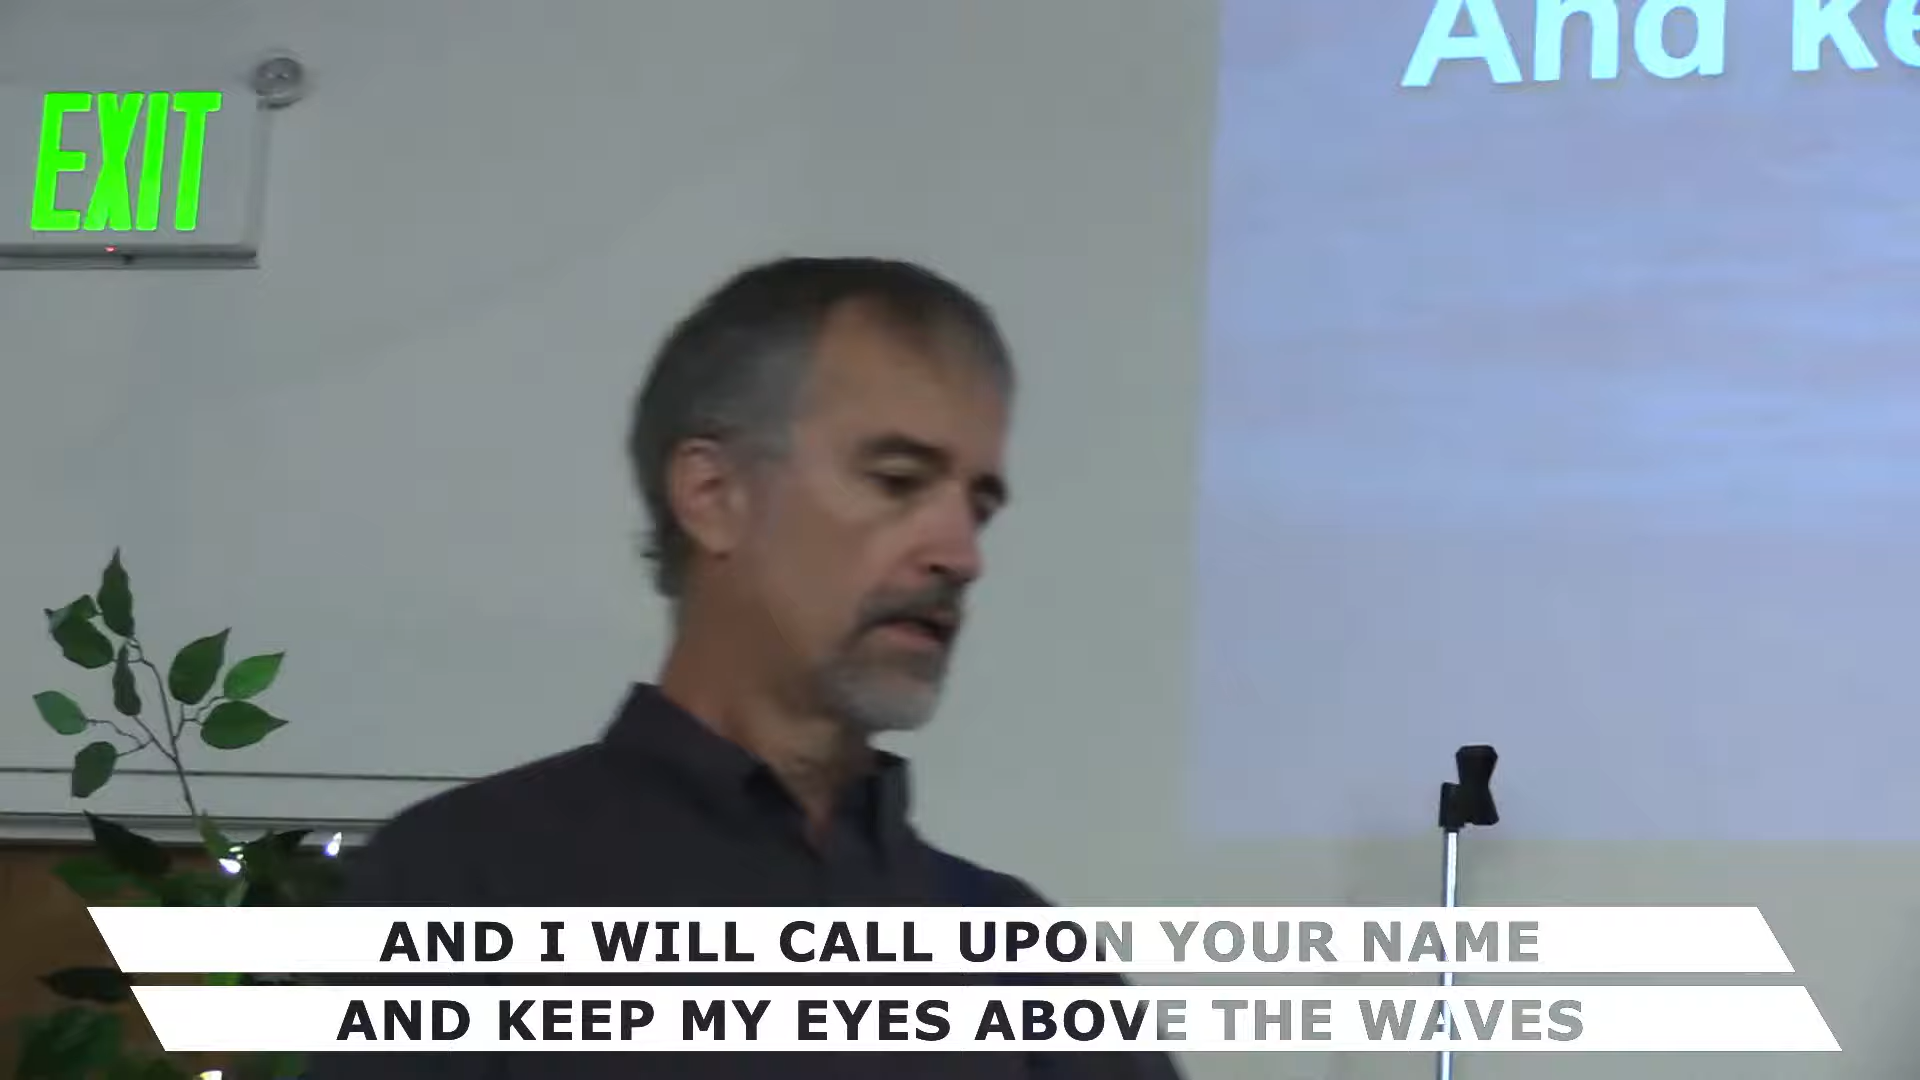 And Ke
EXIT
AND I WILL CALL UPON YOUR NAME
AND KEEP MY EYES ABOVE THE WAVES